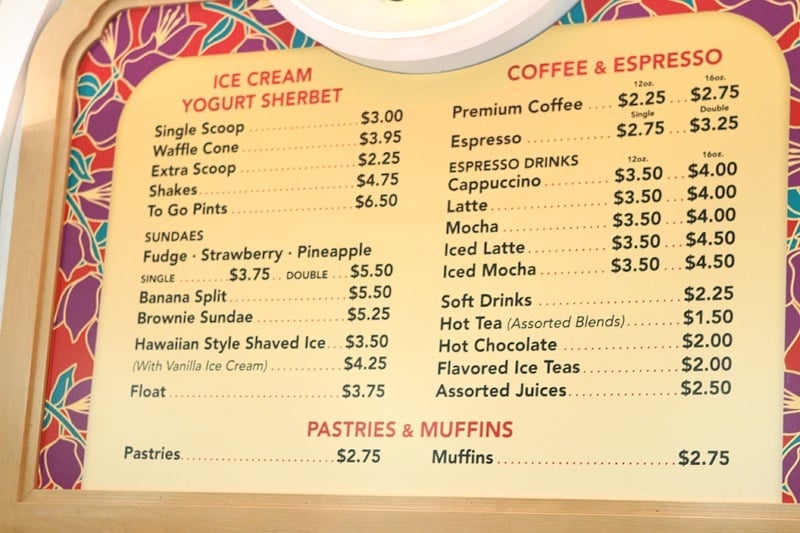 ICE CREAM
YOGURT SHERBET
Single Scoop $3.00
Waffle Cone $3.95
Extra Scoop $2.25
Shakes $4.75
To Go Pints $6.50
SUNDAES
Fudge · Strawberry · Pineapple
SINGLE $3.75 DOUBLE $5.50
Banana Split $5.50
Brownie Sundae $5.25
Hawaiian Style Shaved Ice $3.50
(With Vanilla Ice Cream) $4.25
Float $3.75
COFFEE & ESPRESSO
12oz. 16oz.
Premium Coffee $2.25 $2.75
Single Double
Espresso $2.75 $3.25
ESPRESSO DRINKS 12oz. 16oz.
Cappuccino $3.50 $4.00
Latte $3.50 $4.00
Mocha $3.50 $4.00
Iced Latte $3.50 $4.50
Iced Mocha $3.50 $4.50
Soft Drinks $2.25
Hot Tea (Assorted Blends) $1.50
Hot Chocolate $2.00
Flavored Ice Teas $2.00
Assorted Juices $2.50
PASTRIES & MUFFINS
Pastries $2.75 Muffins $2.75